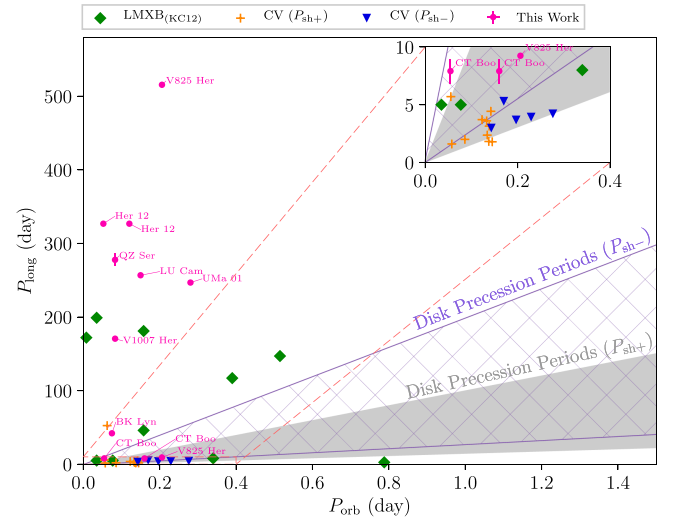 LMXB(KC12) CV (Psh+) CV (Psh−) This Work
V825 Her
Her 12
Her 12
QZ Ser
LU Cam
UMa 01
V1007 Her
BK Lyn
CT Boo
CT Boo
V825 Her
Disk Precession Periods (Psh−)
Disk Precession Periods (Psh+)
V825 Her
CT Boo
CT Boo
10
5
0
0.0 0.2 0.4
500
400
300
200
100
0
0.0 0.2 0.4 0.6 0.8 1.0 1.2 1.4
Plong (day)
Porb (day)